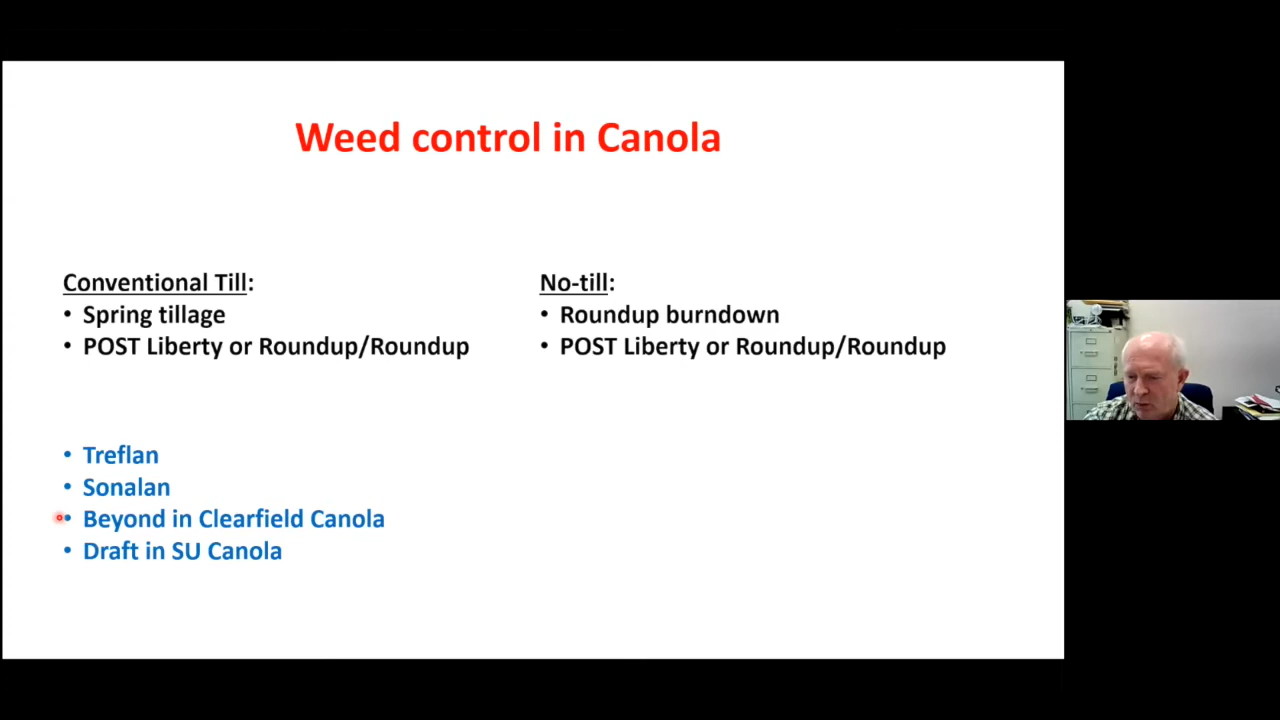 Weed control in Canola
Conventional Till:
• Spring tillage
• POST Liberty or Roundup/Roundup
No-till:
• Roundup burndown
• POST Liberty or Roundup/Roundup
• Treflan
• Sonalan
• Beyond in Clearfield Canola
• Draft in SU Canola